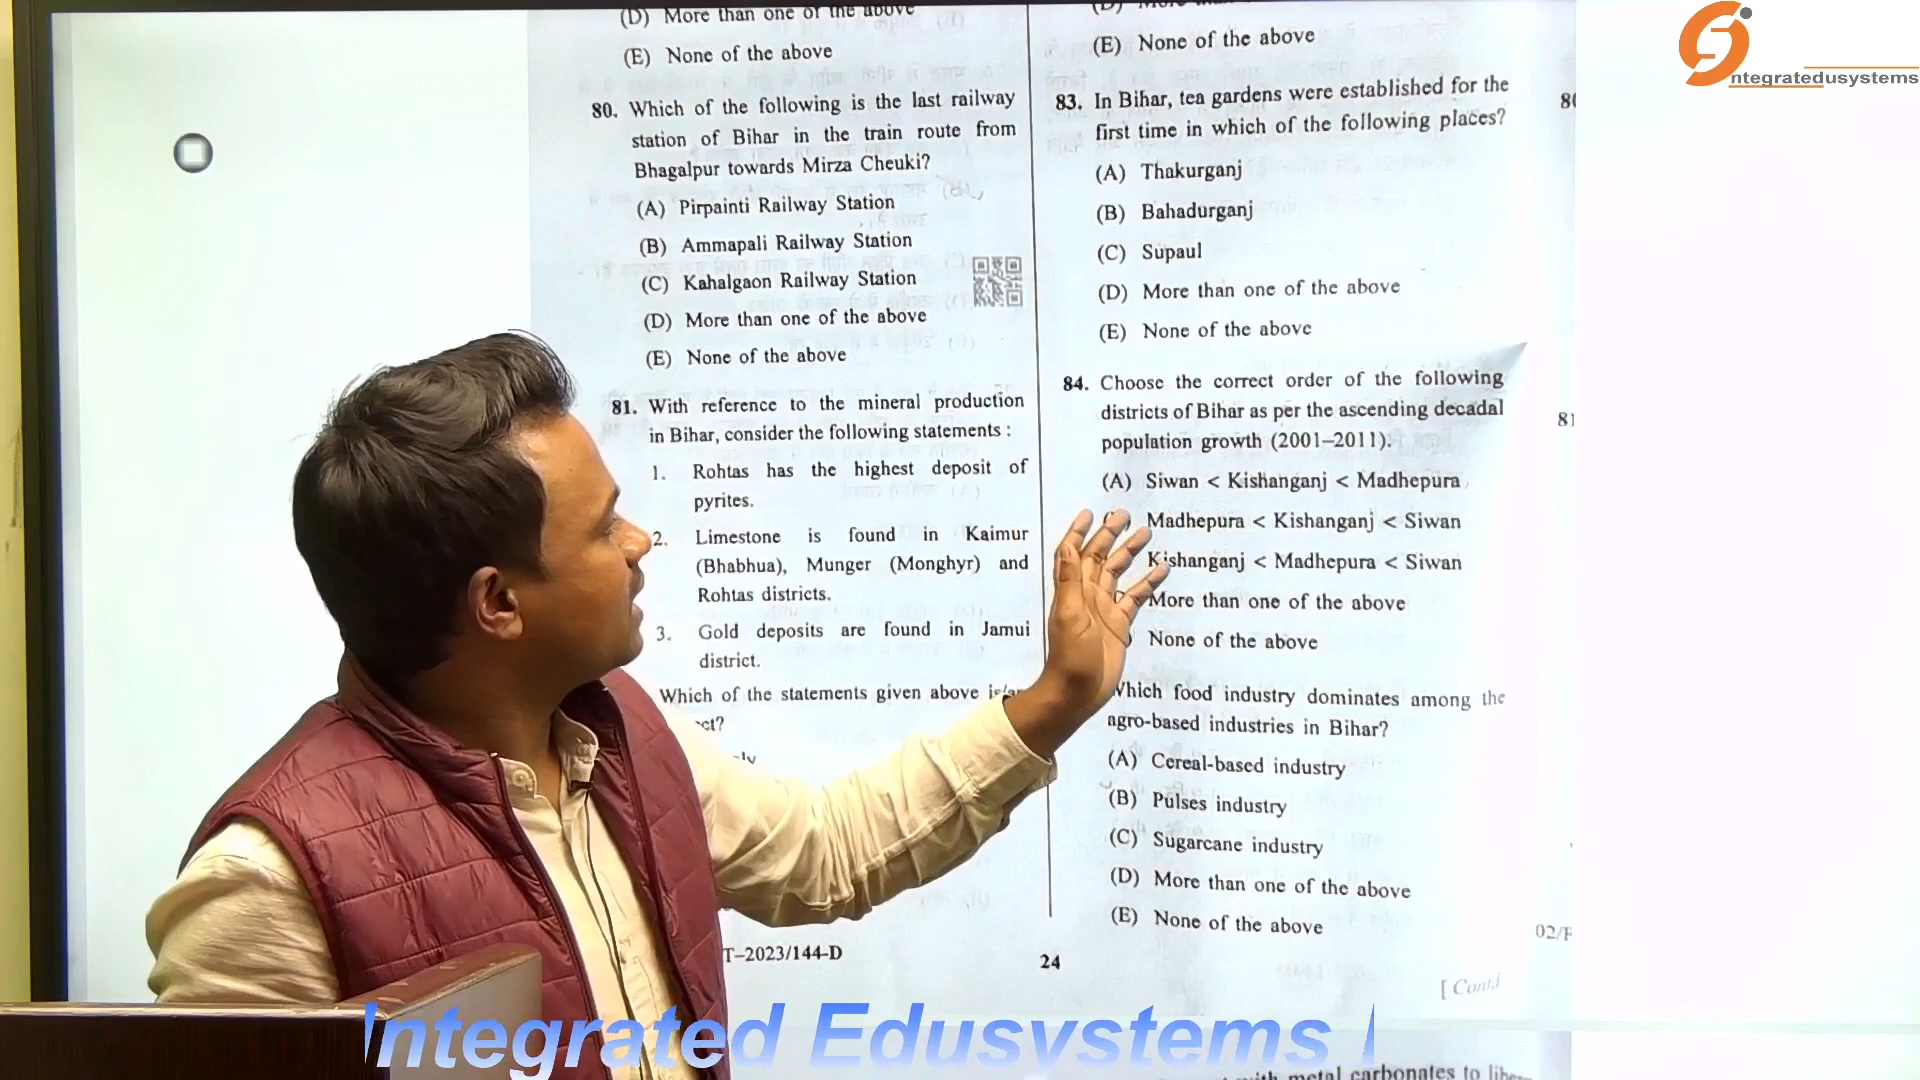 (D) More than one of the above
(E) None of the above
80. Which of the following is the last railway
station of Bihar in the train route from
Bhagalpur towards Mirza Cheuki?
(A) Pirpainti Railway Station
(B) Ammapali Railway Station
(C) Kahalgaon Railway Station
(D) More than one of the above
(E) None of the above
81. With reference to the mineral production
in Bihar, consider the following statements :
1. Rohtas has the highest deposit of
pyrites.
2. Limestone is found in Kaimur
(Bhabhua), Munger (Monghyr) and
Rohtas districts.
3. Gold deposits are found in Jamui
district.
Which of the statements given above
T–2023/144-D
24
(E) None of the above
83. In Bihar, tea gardens were established for the
first time in which of the following places?
(A) Thakurganj
(B) Bahadurganj
(C) Supaul
(D) More than one of the above
(E) None of the above
84. Choose the correct order of the following
districts of Bihar as per the ascending decadal
population growth (2001–2011).
(A) Siwan < Kishanganj < Madhepura
Madhepura < Kishanganj < Siwan
Kishanganj < Madhepura < Siwan
More than one of the above
None of the above
Which food industry dominates among the
agro-based industries in Bihar?
(A) Cereal-based industry
(B) Pulses industry
(C) Sugarcane industry
(D) More than one of the above
(E) None of the above
[ Contd
81
02/F
ntegratedusystems
Integrated Edusystems
metal carbonates to